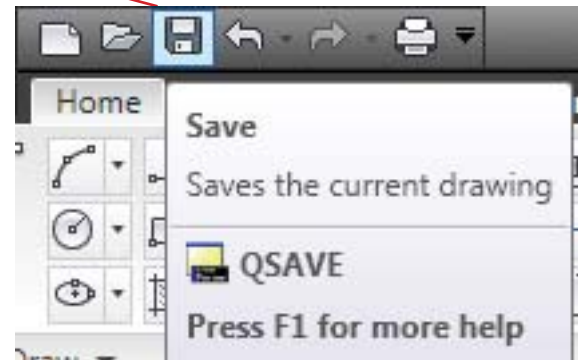 Home
Save
Saves the current drawing
QSAVE
Press F1 for more help